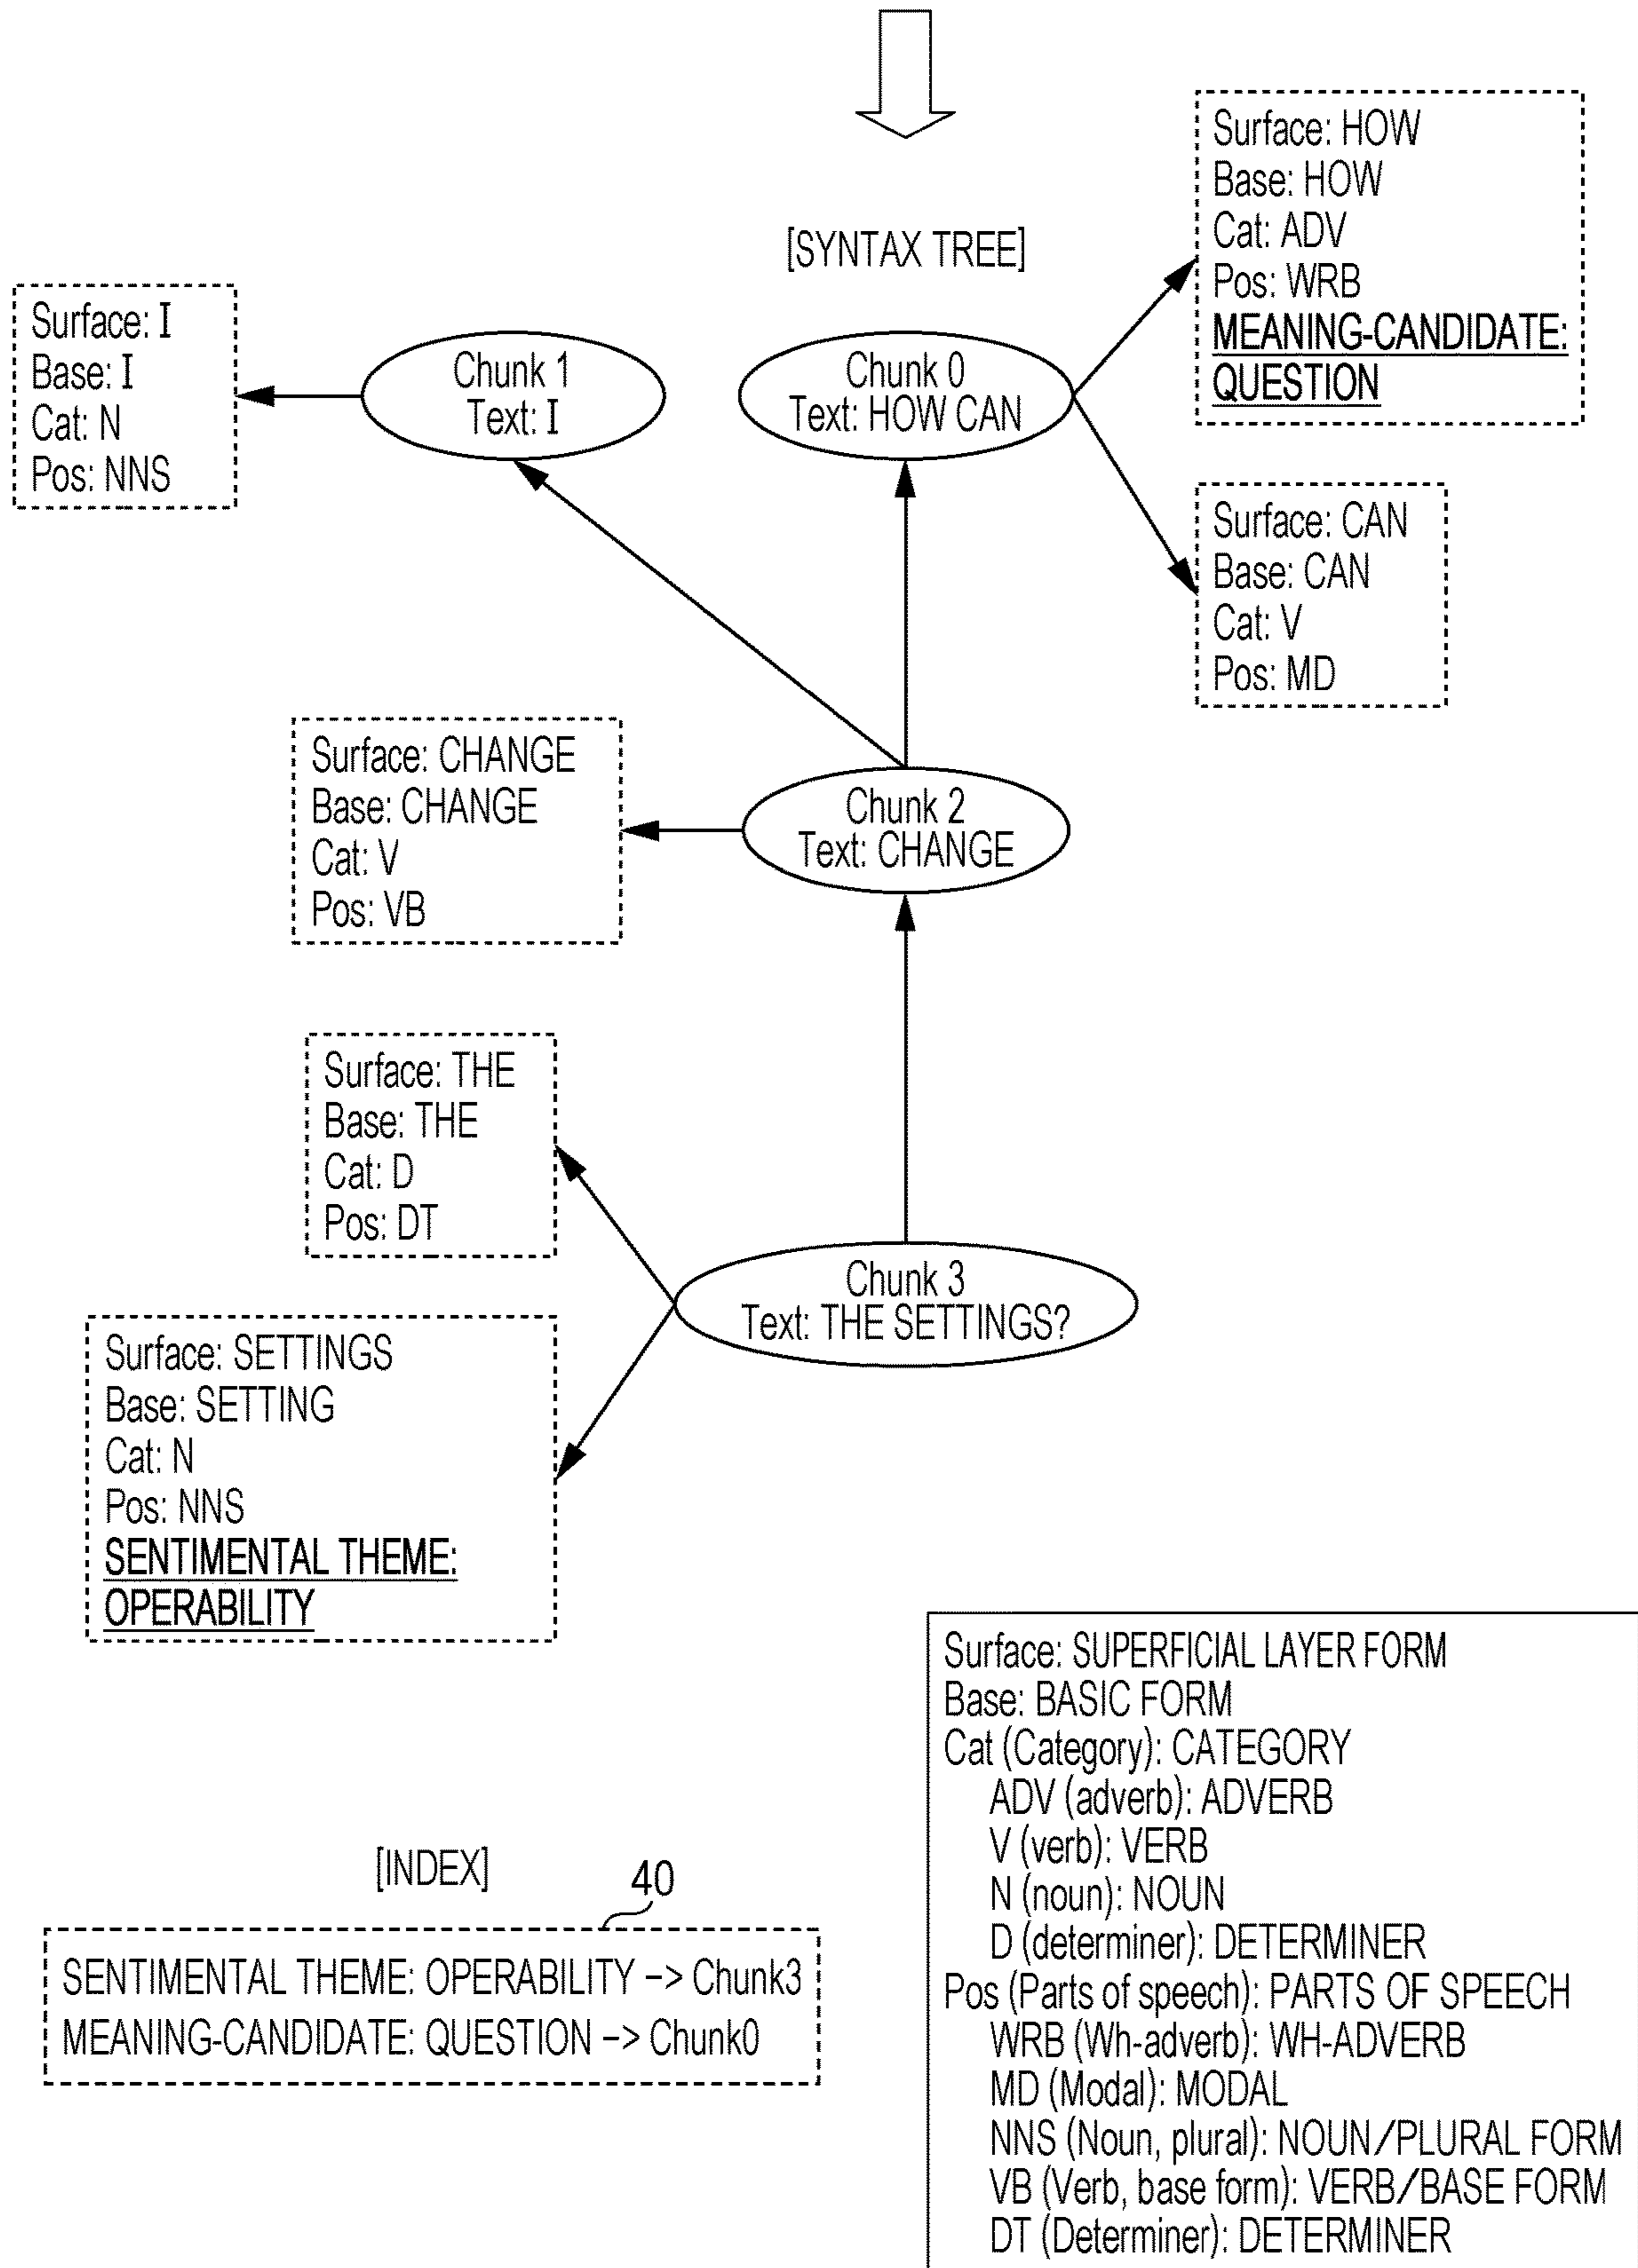 [SYNTAX TREE]
Surface: HOW
Base: HOW
Cat: ADV
Pos: WRB
MEANING-CANDIDATE:
QUESTION
Surface: I
Base: I
Cat: N
Pos: NNS
Chunk 1
Text: I
Chunk 0
Text: HOW CAN
Surface: CAN
Base: CAN
Cat: V
Pos: MD
Surface: CHANGE
Base: CHANGE
Cat: V
Pos: VB
Chunk 2
Text: CHANGE
Surface: THE
Base: THE
Cat: D
Pos: DT
Chunk 3
Text: THE SETTINGS?
Surface: SETTINGS
Base: SETTING
Cat: N
Pos: NNS
SENTIMENTAL THEME:
OPERABILITY
[INDEX]
40
SENTIMENTAL THEME: OPERABILITY –> Chunk3
MEANING-CANDIDATE: QUESTION –> Chunk0
Surface: SUPERFICIAL LAYER FORM
Base: BASIC FORM
Cat (Category): CATEGORY
ADV (adverb): ADVERB
V (verb): VERB
N (noun): NOUN
D (determiner): DETERMINER
Pos (Parts of speech): PARTS OF SPEECH
WRB (Wh-adverb): WH-ADVERB
MD (Modal): MODAL
NNS (Noun, plural): NOUN/PLURAL FORM
VB (Verb, base form): VERB/BASE FORM
DT (Determiner): DETERMINER